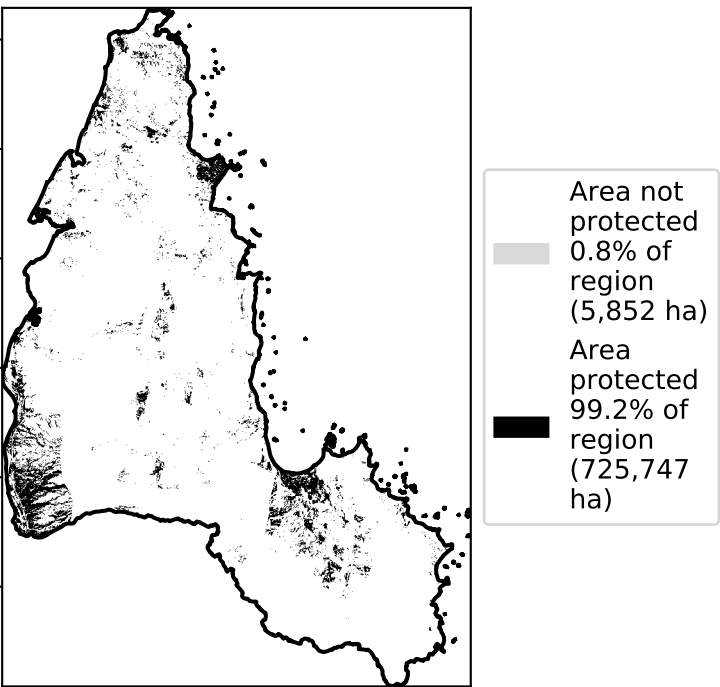 Area not
protected
0.8% of
region
(5,852 ha)
Area
protected
99.2% of
region
(725,747
ha)